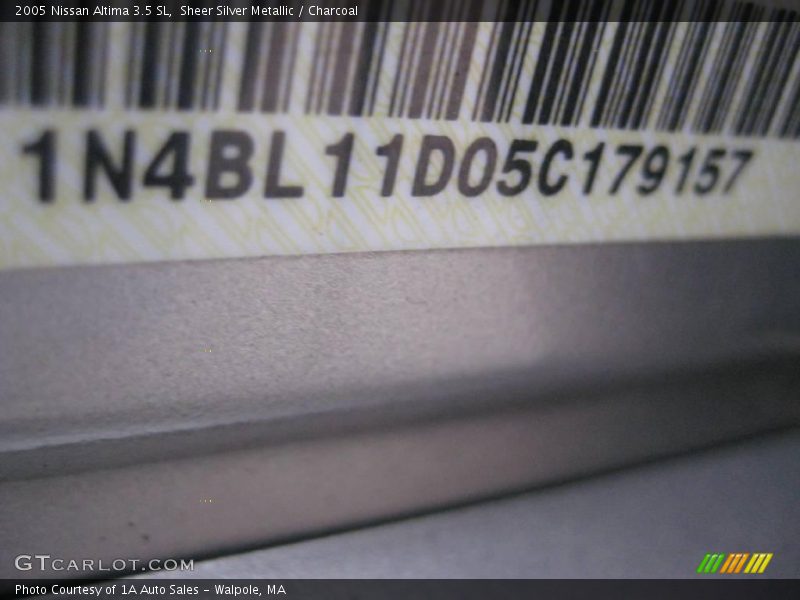 2005 Nissan Altima 3.5 SL, Sheer Silver Metallic / Charcoal
1N4BL11D05C179157
GTCARLOT.COM
Photo Courtesy of 1A Auto Sales - Walpole, MA